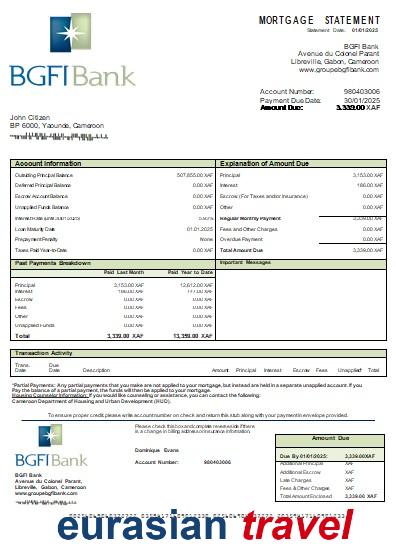 MORTGAGE STATEMENT
Statement Date: 01/01/2025
BGFIBank
BGFI Bank
Avenue du Colonel Parant
Libreville, Gabon, Cameroon
www.groupebgfibank.com
Account Number: 980403006
Payment Due Date: 30/01/2025
Amount Due: 3,339.00 XAF
John Citizen
BP 6000, Yaounde, Cameroon
Account Information
Outstanding Principal Balance 507,855.00 XAF
Deferred Principal Balance 0.00 XAF
Escrow Account Balance 0.00 XAF
Unapplied Funds Balance 0.00 XAF
Interest Rate (until 30/01/2025)
Loan Maturity Date 01.01.2025
Prepayment Penalty None
Taxes Paid Year-to-Date 0.00 XAF
Explanation of Amount Due
Principal 3,153.00 XAF
Interest 186.00 XAF
Escrow (For Taxes and/or Insurance) 0.00 XAF
Other 0.00 XAF
Regular Monthly Payment 3,339.00 XAF
Fees and Other Charges 0.00 XAF
Overdue Payment 0.00 XAF
Total Amount Due 3,339.00 XAF
Past Payments Breakdown
Paid Last Month Paid Year to Date
Principal 3,153.00 XAF 12,612.00 XAF
Interest 186.00 XAF
Escrow 0.00 XAF 0.00 XAF
Fees 0.00 XAF 0.00 XAF
Other 0.00 XAF 0.00 XAF
Unapplied Funds 0.00 XAF 0.00 XAF
Total 3,339.00 XAF 13,359.00 XAF
Important Messages
Transaction Activity
Trans. Date Due Date Description Amount Principal Interest Escrow Fees Unapplied* Total
*Partial Payments: Any partial payments that you make are not applied to your mortgage, but instead are held in a separate unapplied account. If you
Pay the balance of a partial payment, the funds will then be applied to your mortgage.
Housing Counselor Information: If you would like counseling or assistance, you can contact the following:
Cameroon Department of Housing and Urban Development (HUD).
To ensure proper credit, please write account number on check and return this stub along with your payment in envelope provided.
BGFIBank
BGFI Bank
Avenue du Colonel Parant,
Libreville, Gabon, Cameroon
www.groupebgfibank.com
Please check this box and complete reverse side if there
is a change in billing address or insurance information
Dominique Evans
Account Number: 980403006
Amount Due
Due By 01/01/2025: 3,339.00XAF
Additional Principal XAF
Additional Escrow XAF
Late Charges XAF
Fees & Other Charges XAF
Total Amount Enclosed 3,339.00 XAF
eurasian travel